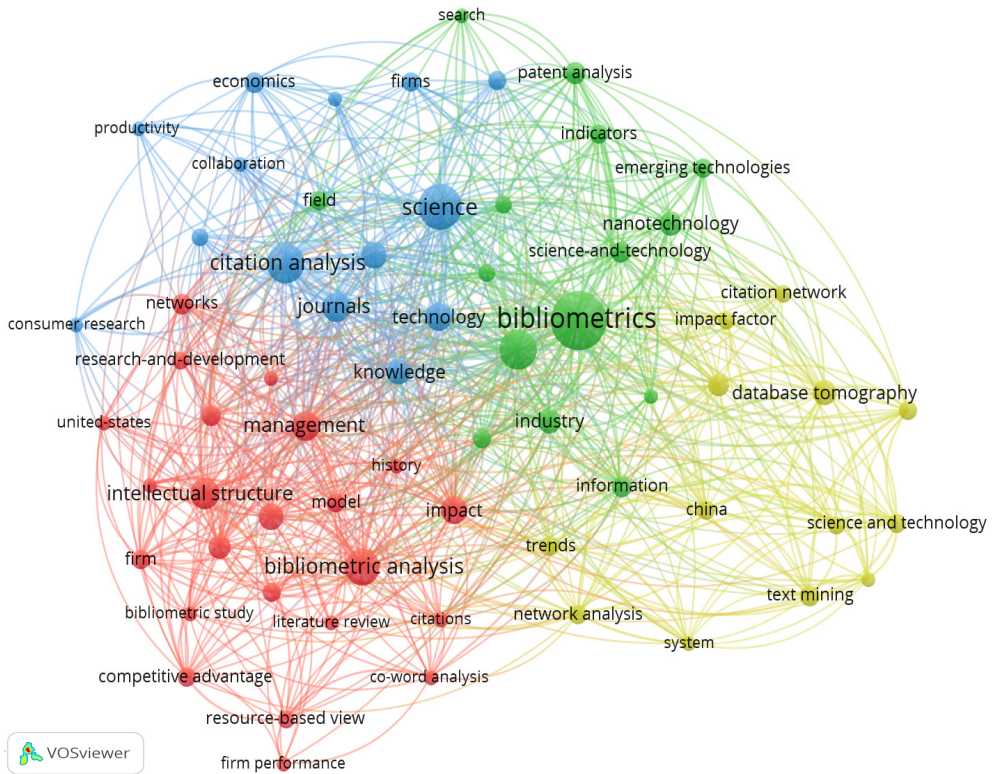 search
patent analysis
economics
firms
productivity
indicators
collaboration
emerging technologies
field
science
nanotechnology
science-and-technology
citation analysis
citation network
networks
journals
technology
bibliometrics
impact factor
consumer research
research-and-development
knowledge
database tomography
united-states
management
industry
history
information
intellectual structure
model
impact
china
science and technology
trends
firm
bibliometric analysis
text mining
bibliometric study
literature review
citations
network analysis
system
competitive advantage
co-word analysis
resource-based view
firm performance
VOSviewer